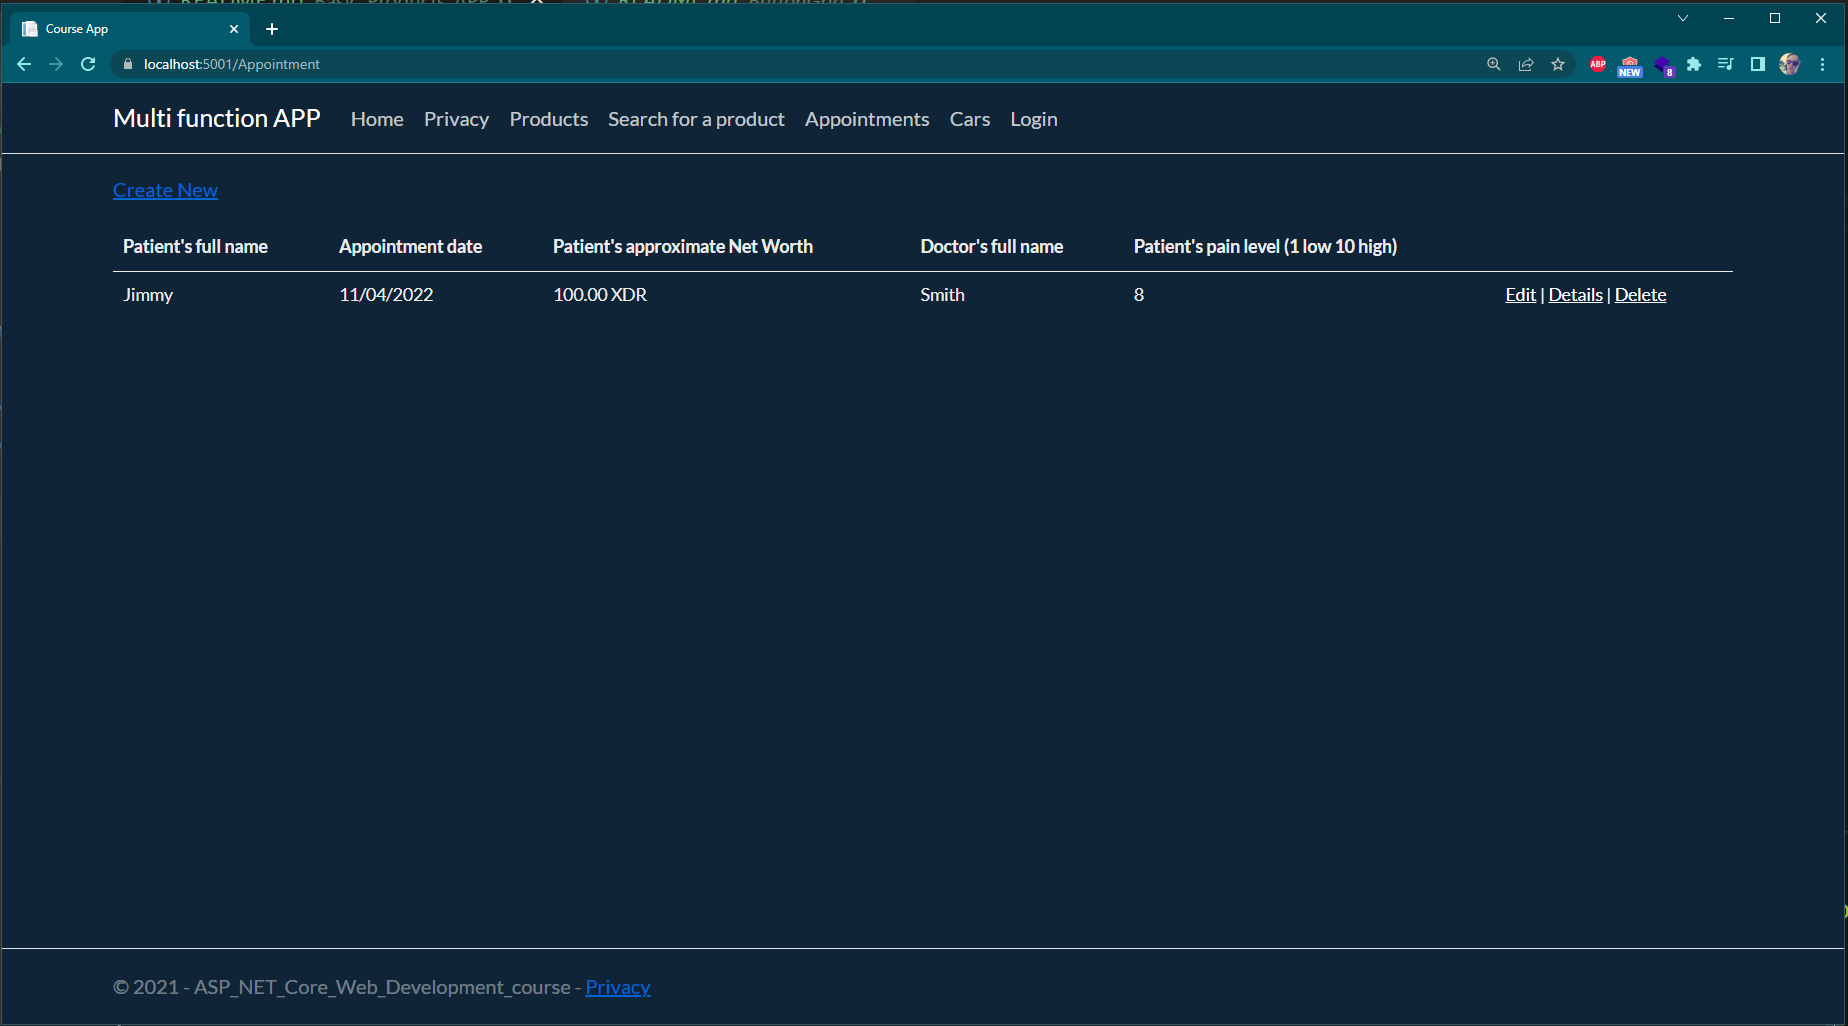 Course App
localhost:5001/Appointment
ABP
NEW
8
Multi function APP Home Privacy Products Search for a product Appointments Cars Login
Create New
Patient's full name Appointment date Patient's approximate Net Worth Doctor's full name Patient's pain level (1 low 10 high)
Jimmy 11/04/2022 100.00 XDR Smith 8 Edit | Details | Delete
© 2021 - ASP_NET_Core_Web_Development_course - Privacy